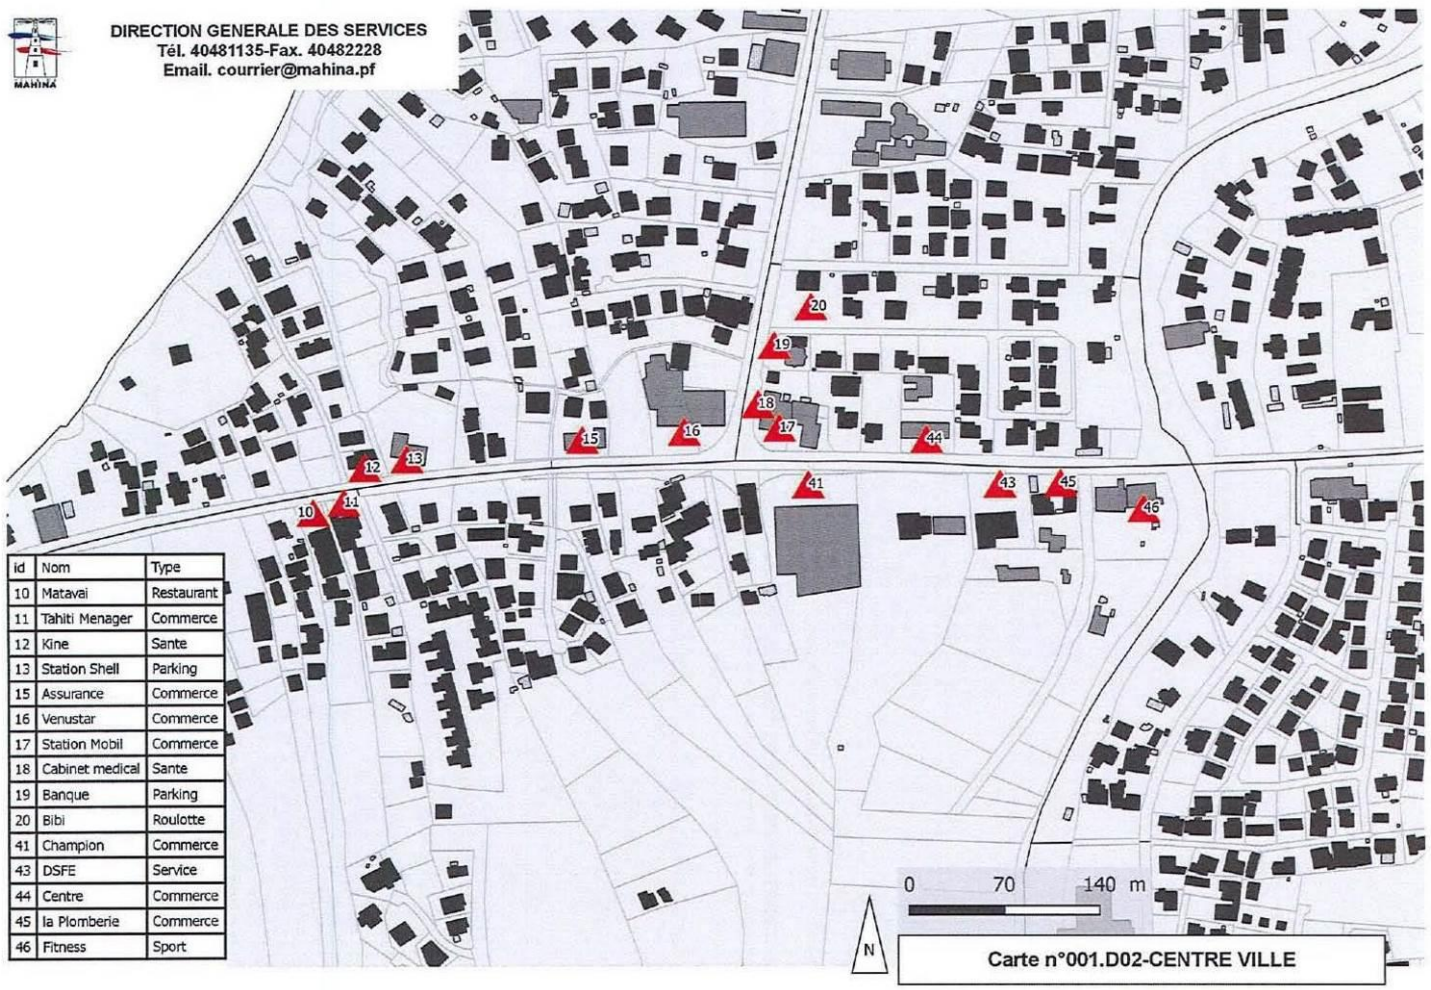 DIRECTION GENERALE DES SERVICES
Tél. 40481135-Fax. 40482228
Email. courrier@mahina.pf
MAHINA
20
19
18
17
16
15
44
13
12
11
10
41
43
45
46
id Nom Type
10 Matavai Restaurant
11 Tahiti Menager Commerce
12 Kine Sante
13 Station Shell Parking
15 Assurance Commerce
16 Venustar Commerce
17 Station Mobil Commerce
18 Cabinet medical Sante
19 Banque Parking
20 Bibi Roulotte
41 Champion Commerce
43 DSFE Service
44 Centre Commerce
45 la Plomberie Commerce
46 Fitness Sport
0 70 140 m
N
Carte n°001.D02-CENTRE VILLE